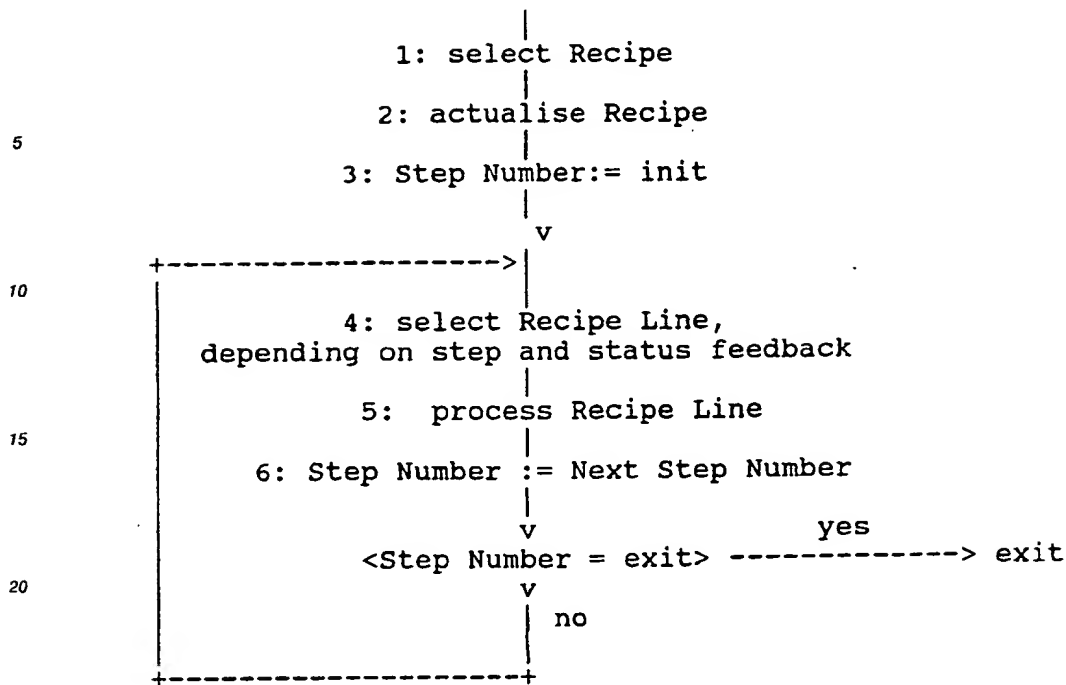 1: select Recipe
2: actualise Recipe
5
3: Step Number:= init
v
+--------------------->
10
4: select Recipe Line,
depending on step and status feedback
5: process Recipe Line
15
6: Step Number := Next Step Number
v yes
<Step Number = exit> -------------> exit
20 v
no
+----------------------+